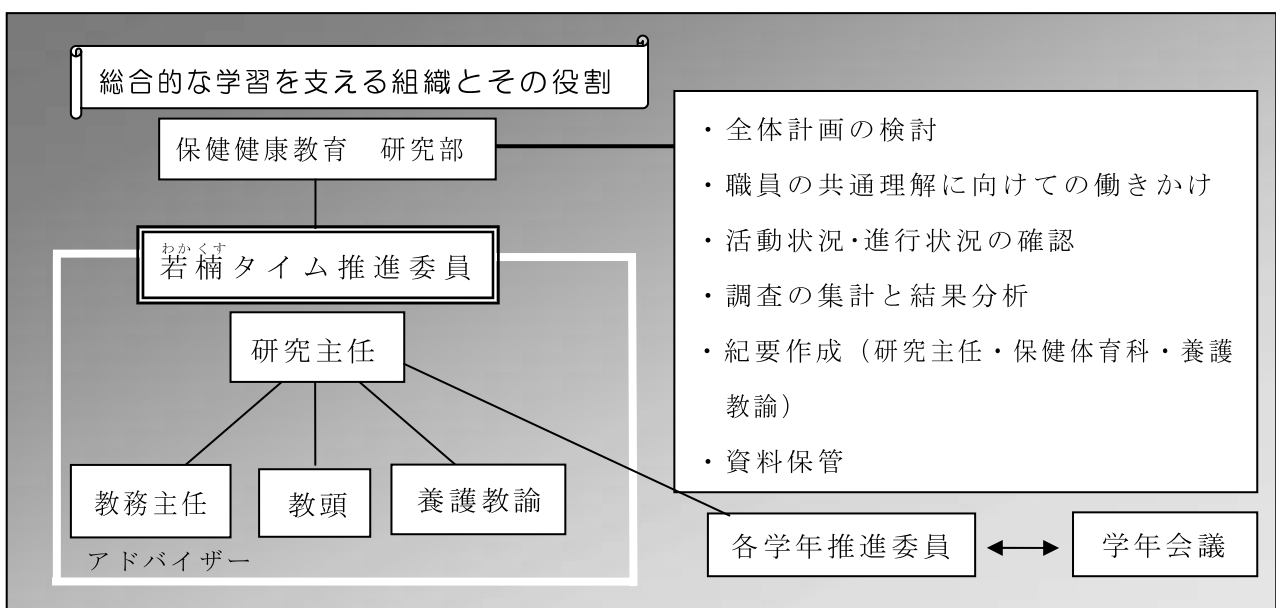 総合的な学習を支える組織とその役割
保健健康教育　研究部
わかくす
若楠タイム推進委員
研究主任
教務主任
教頭
養護教諭
アドバイザー
・全体計画の検討
・職員の共通理解に向けての働きかけ
・活動状況・進行状況の確認
・調査の集計と結果分析
・紀要作成（研究主任・保健体育科・養護
教諭）
・資料保管
各学年推進委員
学年会議